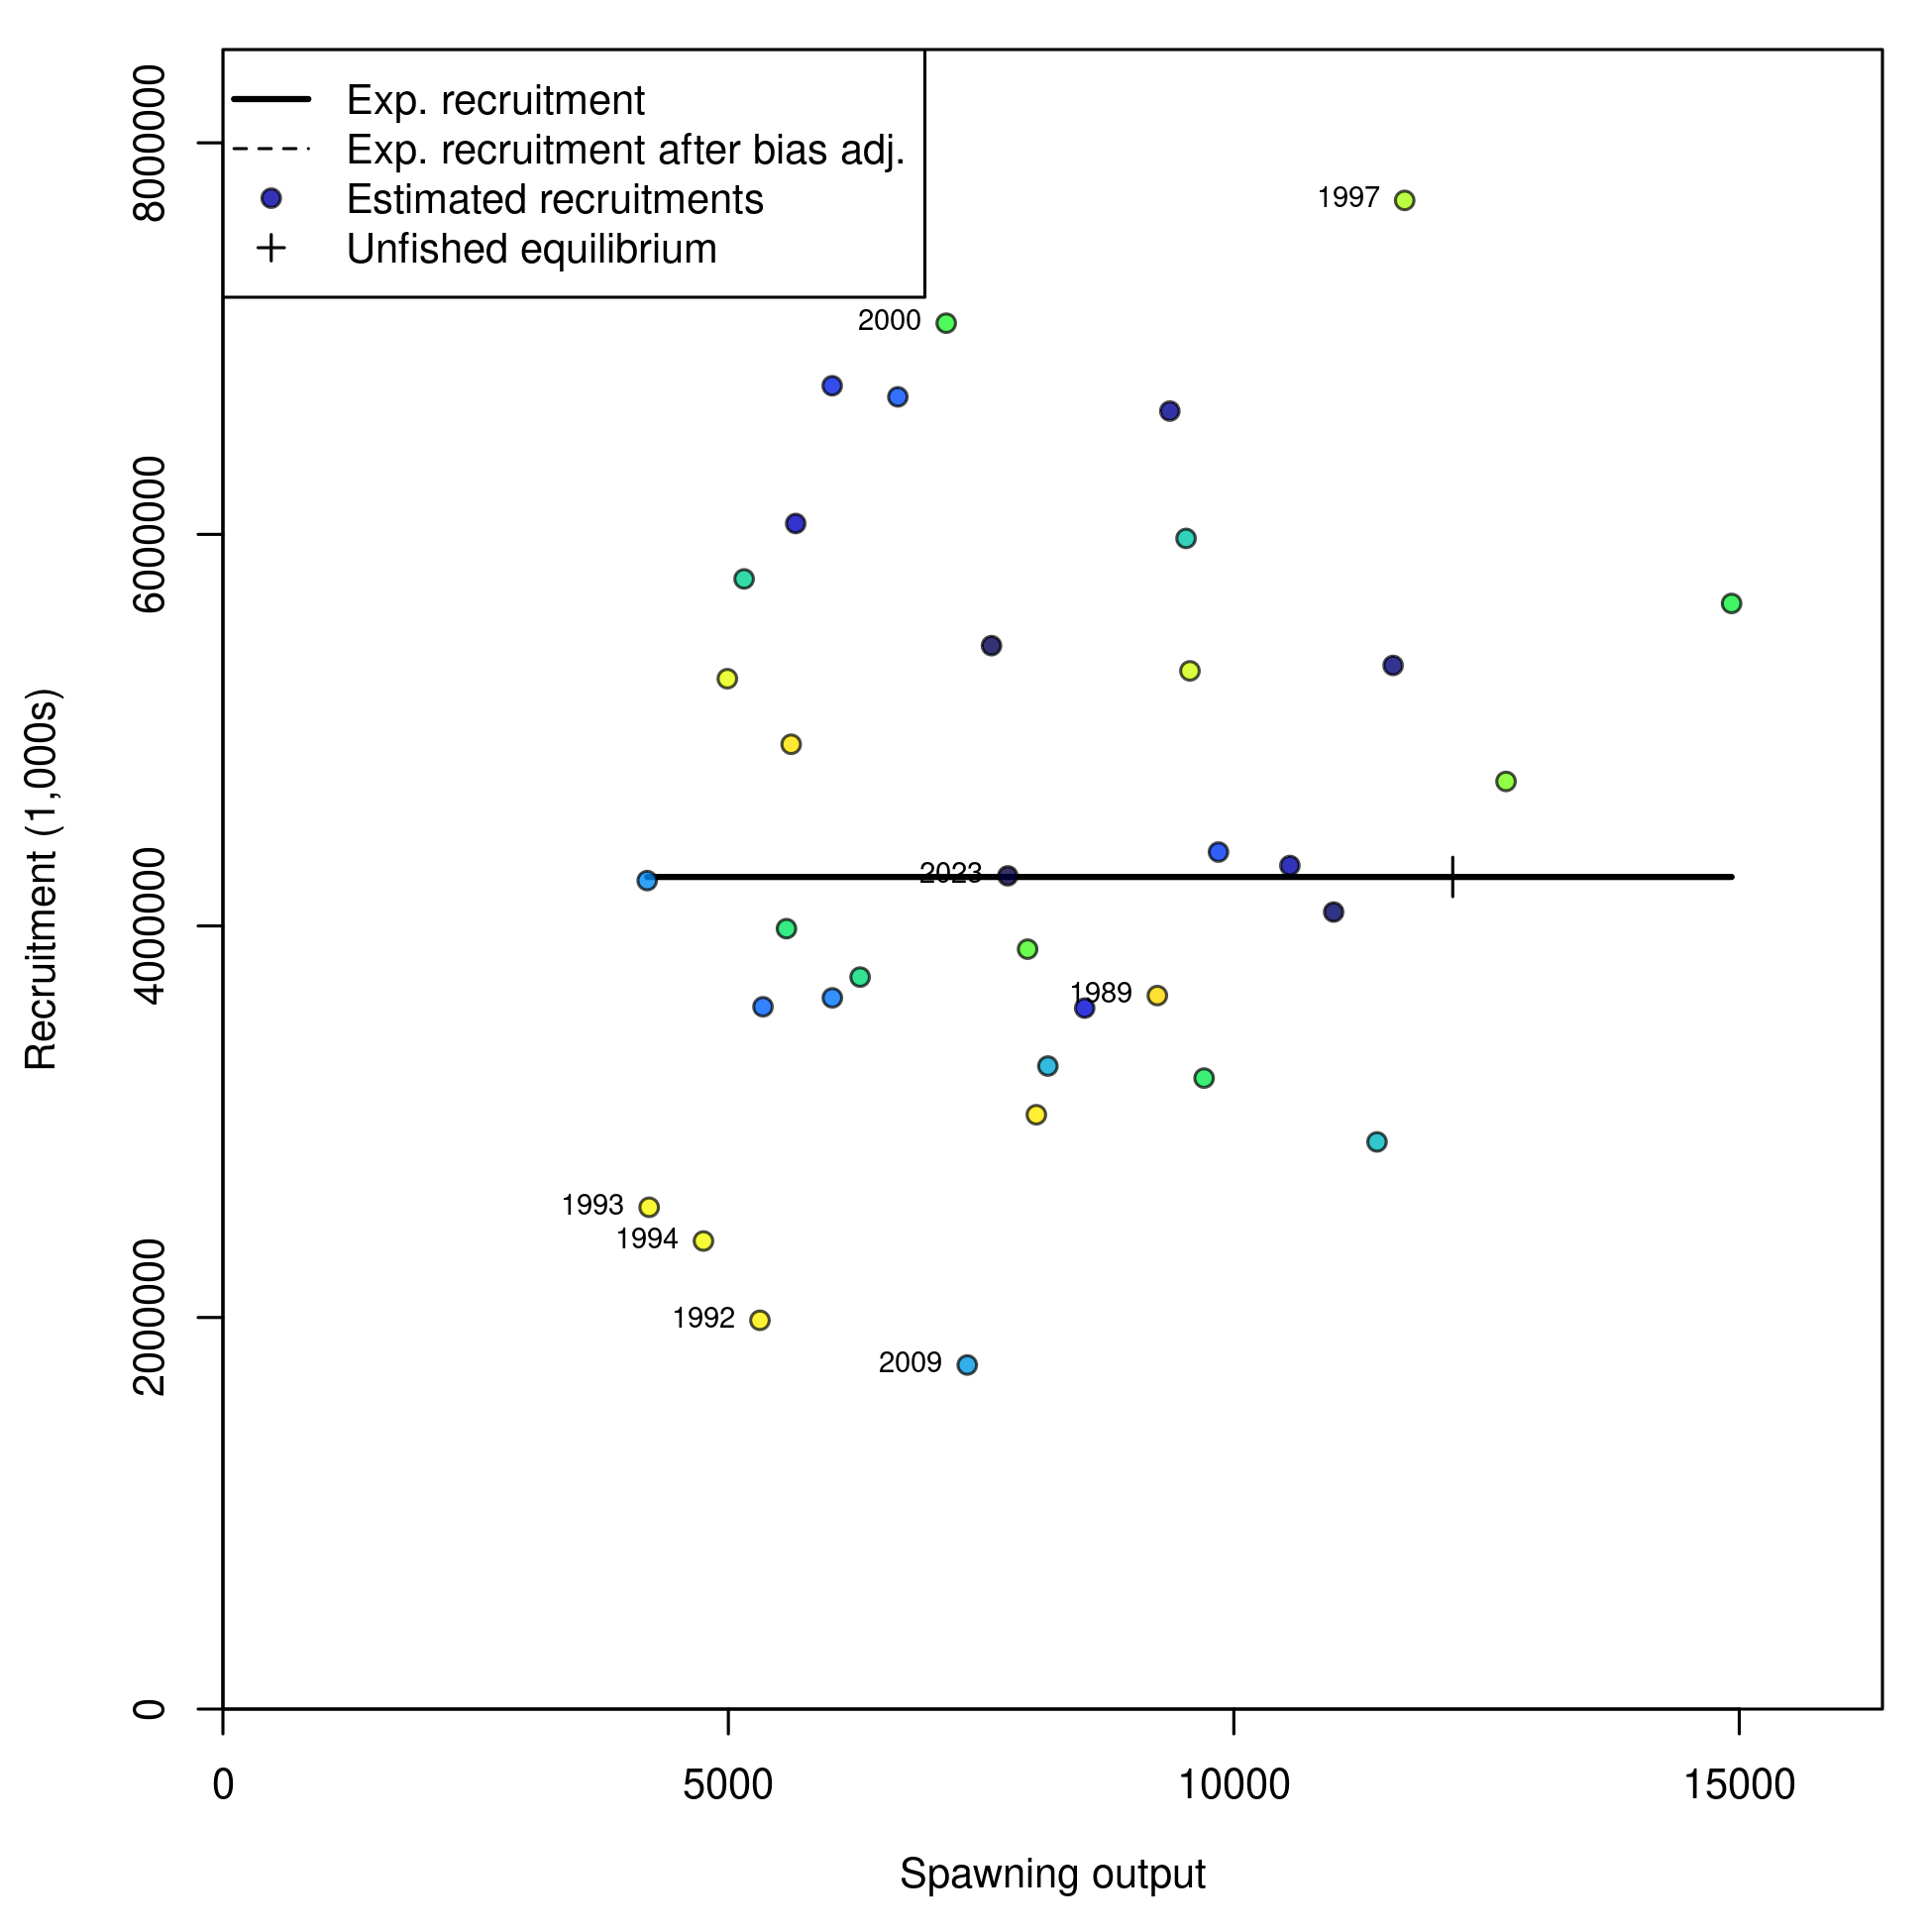 Exp. recruitment
Exp. recruitment after bias adj.
Estimated recruitments
Unfished equilibrium
1997
2000
2023
1989
1993
1994
1992
2009
Recruitment (1,000s)
8000000
6000000
4000000
2000000
0
0 5000 10000 15000
Spawning output